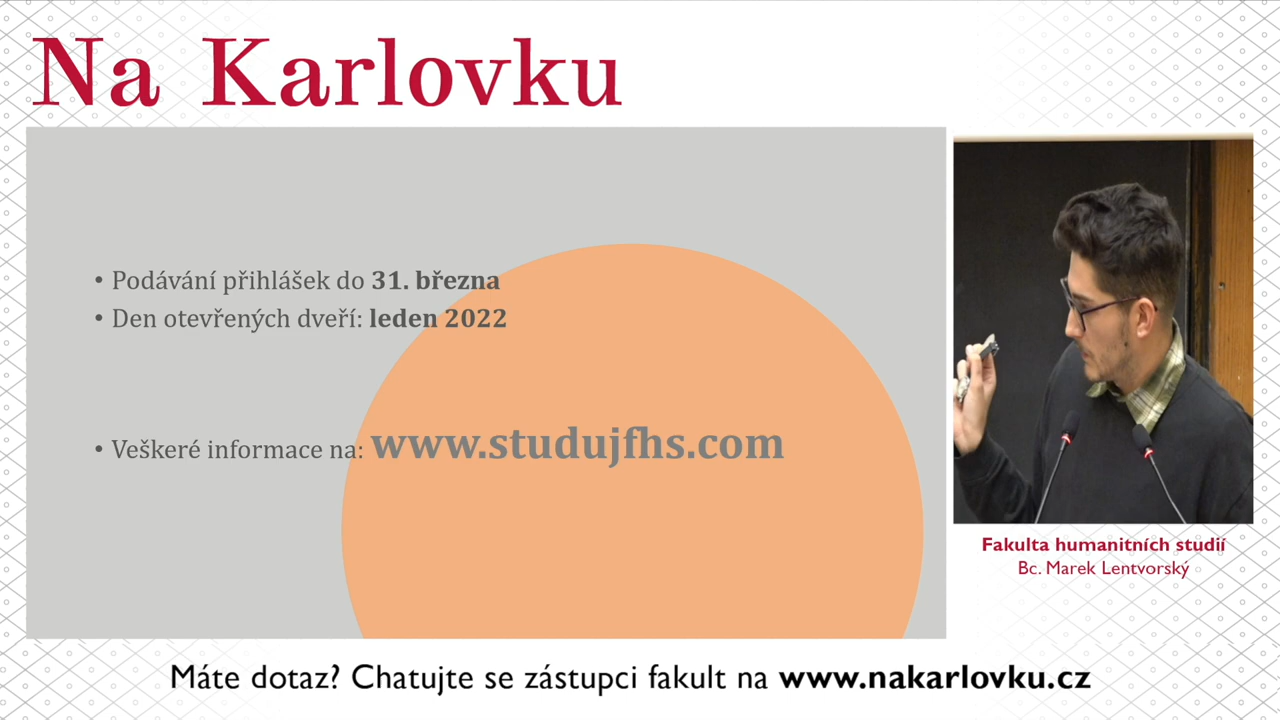 Na Karlovku
• Podávání přihlášek do 31. března
• Den otevřených dveří: leden 2022
• Veškeré informace na: www.studujfhs.com
Fakulta humanitních studií
Bc. Marek Lentvorský
Máte dotaz? Chatujte se zástupci fakult na www.nakarlovku.cz